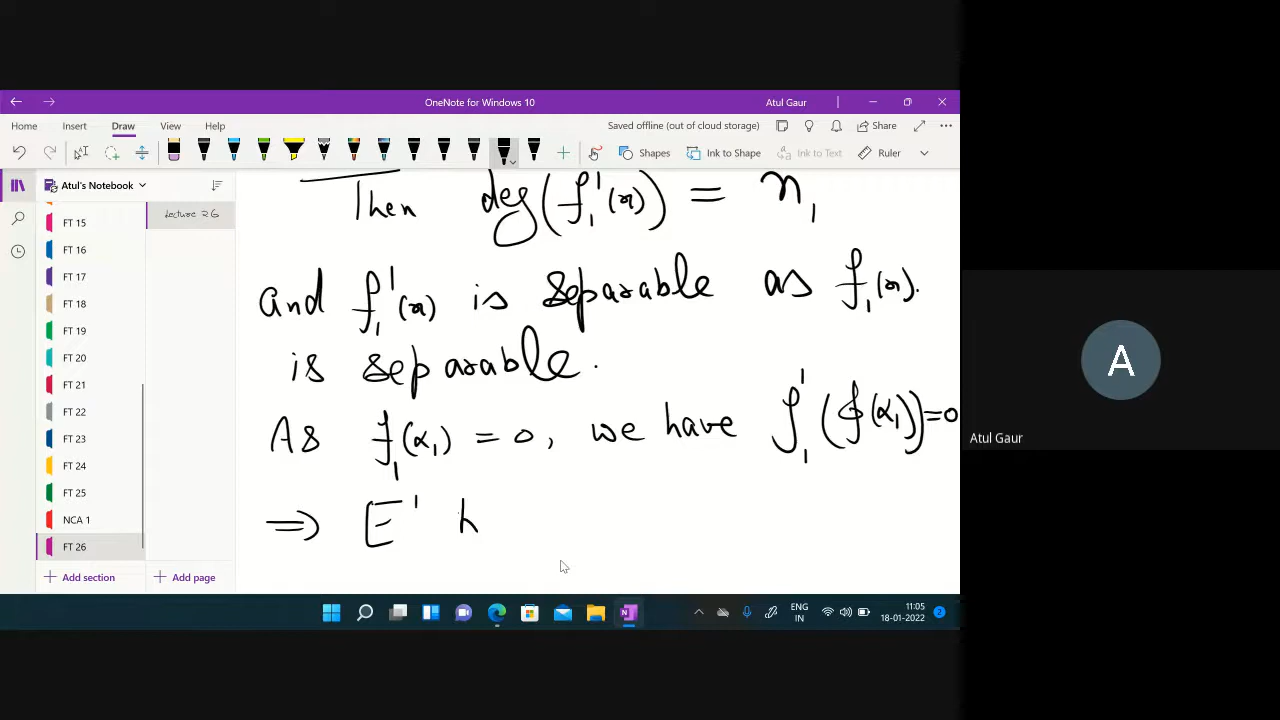 OneNote for Windows 10
Atul Gaur
Home Insert Draw View Help
Saved offline (out of cloud storage)
Share
Shapes
Ink to Shape
Ink to Text
Ruler
Atul's Notebook
Lecture 26
FT 15
FT 16
FT 17
FT 18
FT 19
FT 20
FT 21
FT 22
FT 23
FT 24
FT 25
NCA 1
FT 26
+ Add section
+ Add page
Then deg(f₁'(x)) = n₁
And f₁'(x) is separable as f₁(x).
is separable.
As f₁(α₁) = 0, we have f₁'(ϕ(α₁)) = 0
⇒ E' h
ENG
IN
11:05
18-01-2022
2
A
Atul Gaur